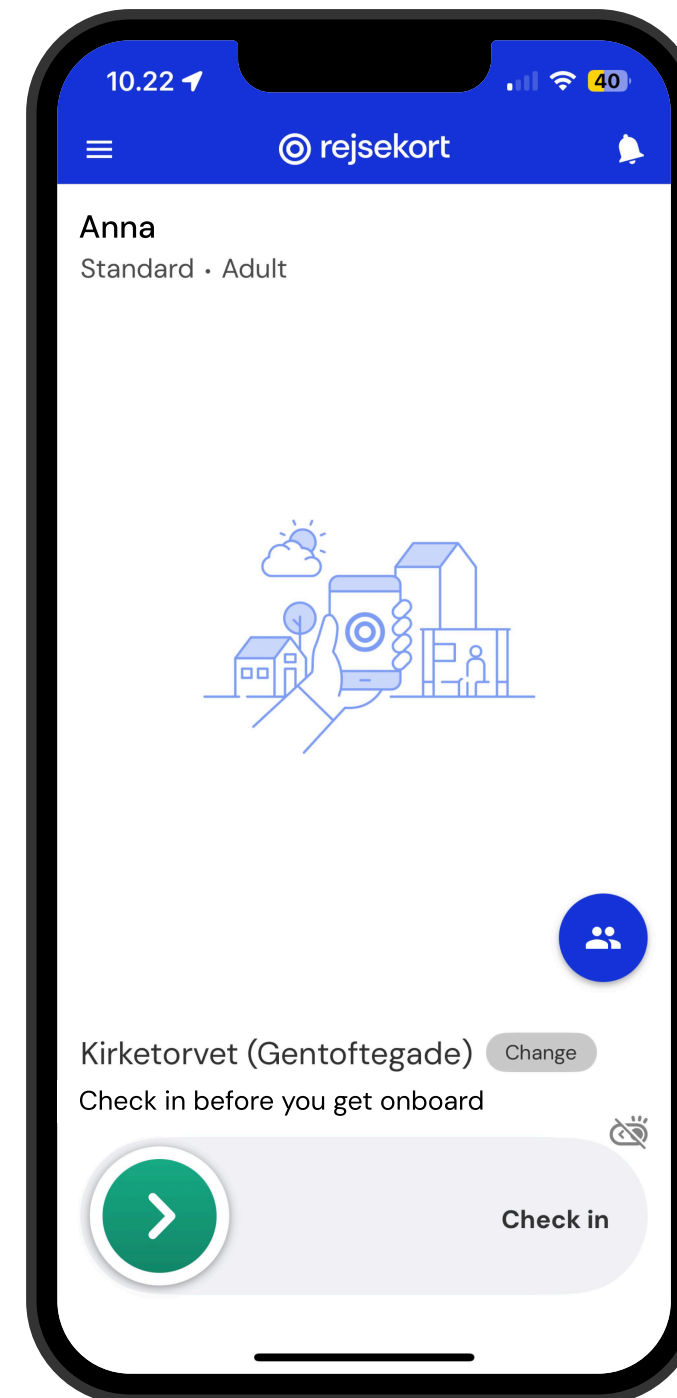 10.22
40
rejsekort
Anna
Standard • Adult
Kirketorvet (Gentoftegade)
Change
Check in before you get onboard
Check in